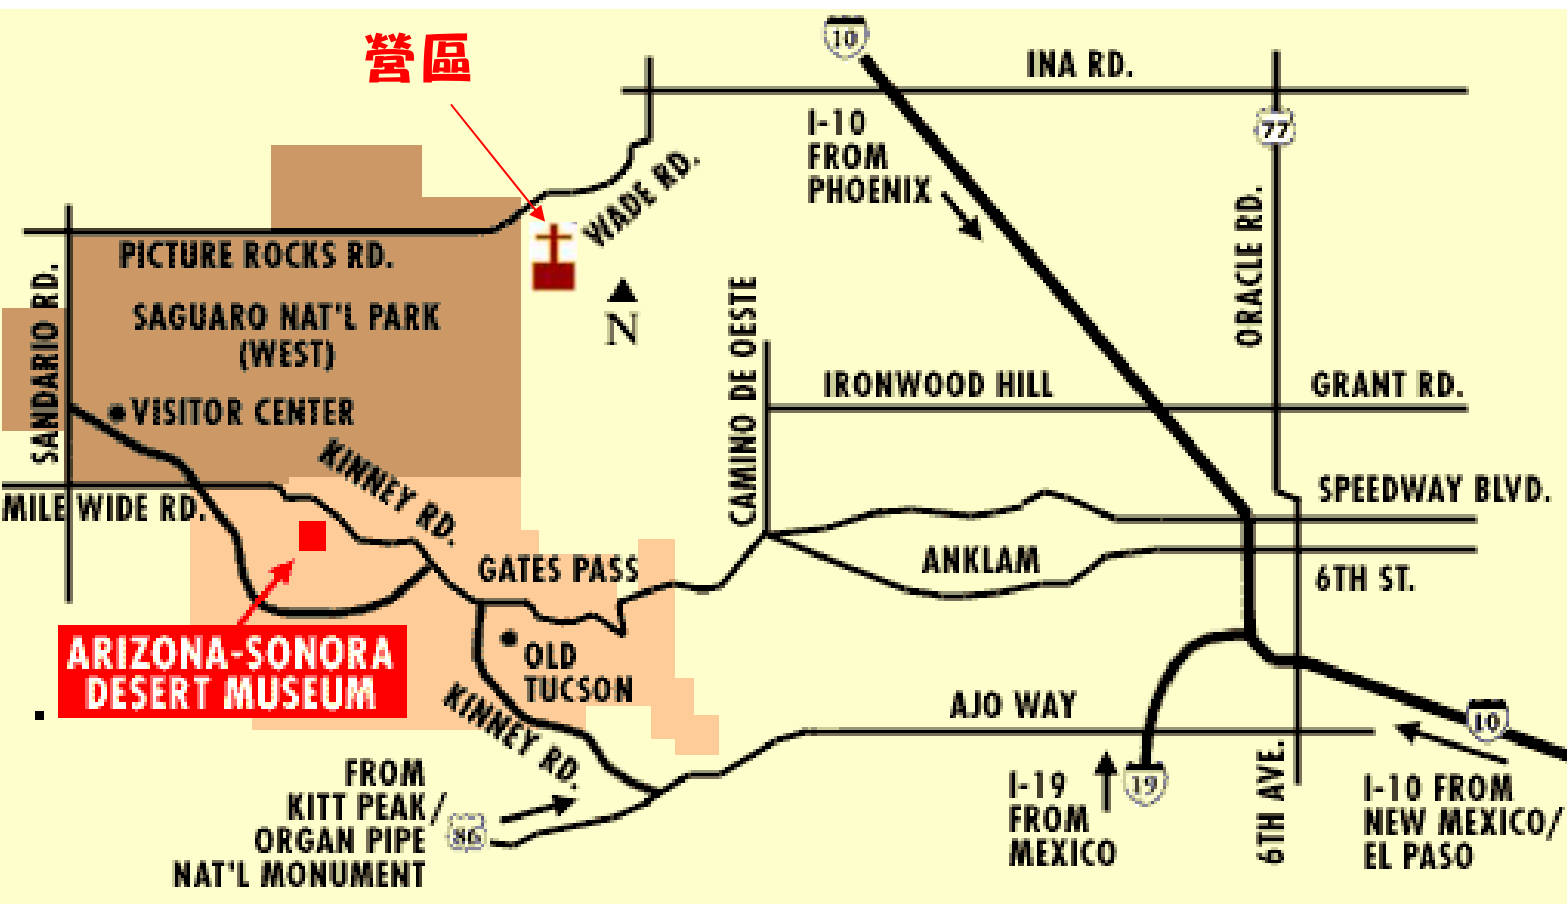 10
營區
INA RD.
I-10
FROM
PHOENIX
77
WADE RD.
ORACLE RD.
PICTURE ROCKS RD.
SANDARIO RD.
SAGUARO NAT'L PARK
(WEST)
N
CAMINO DE OESTE
IRONWOOD HILL
GRANT RD.
VISITOR CENTER
KINNEY RD.
MILE WIDE RD.
SPEEDWAY BLVD.
GATES PASS
ANKLAM
6TH ST.
ARIZONA-SONORA
DESERT MUSEUM
OLD
TUCSON
KINNEY RD.
AJO WAY
10
FROM
KITT PEAK/
ORGAN PIPE
NAT'L MONUMENT
86
I-19
FROM
MEXICO
19
6TH AVE.
I-10 FROM
NEW MEXICO/
EL PASO